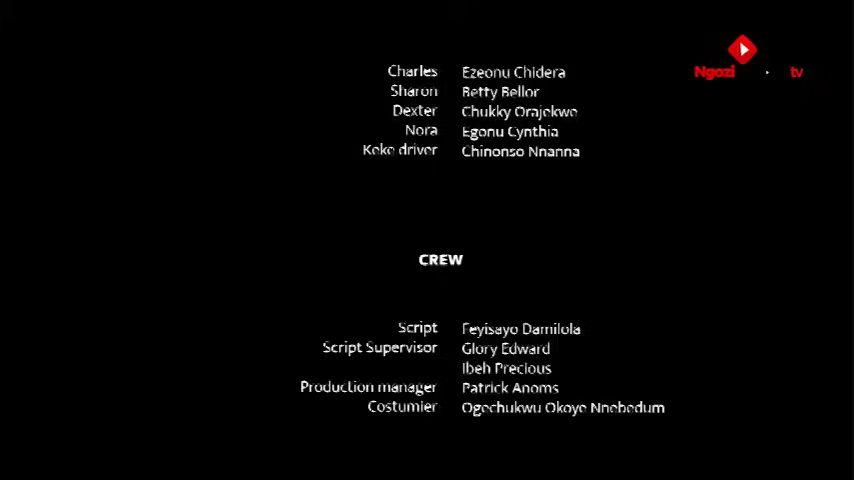 Ngozi tv
Charles Ezeonu Chidera
Sharon Betty Bellor
Dexter Chukky Orajekwe
Nora Egonu Cynthia
Keke driver Chinonso Nnanna
CREW
Script Feyisayo Damilola
Script Supervisor Glory Edward
Ibeh Precious
Production manager Patrick Anoms
Costumier Ogechukwu Okoye Nnebedum